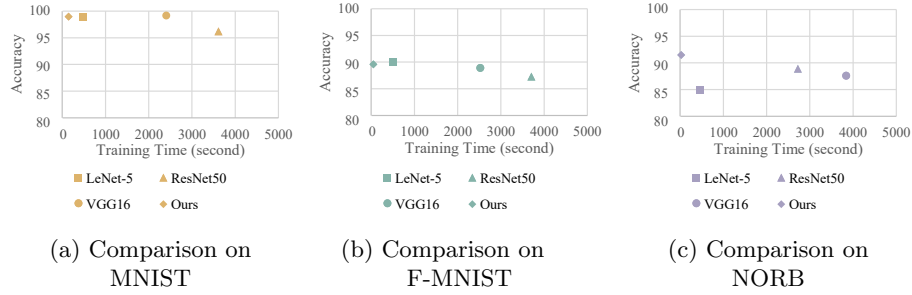 100
95
90
85
80
Accuracy
0 1000 2000 3000 4000 5000
Training Time (second)
LeNet-5 ResNet50
VGG16 Ours
(a) Comparison on
MNIST
100
95
90
85
80
Accuracy
0 1000 2000 3000 4000 5000
Training Time (second)
LeNet-5 ResNet50
VGG16 Ours
(b) Comparison on
F-MNIST
100
95
90
85
80
Accuracy
0 1000 2000 3000 4000 5000
Training Time (second)
LeNet-5 ResNet50
VGG16 Ours
(c) Comparison on
NORB